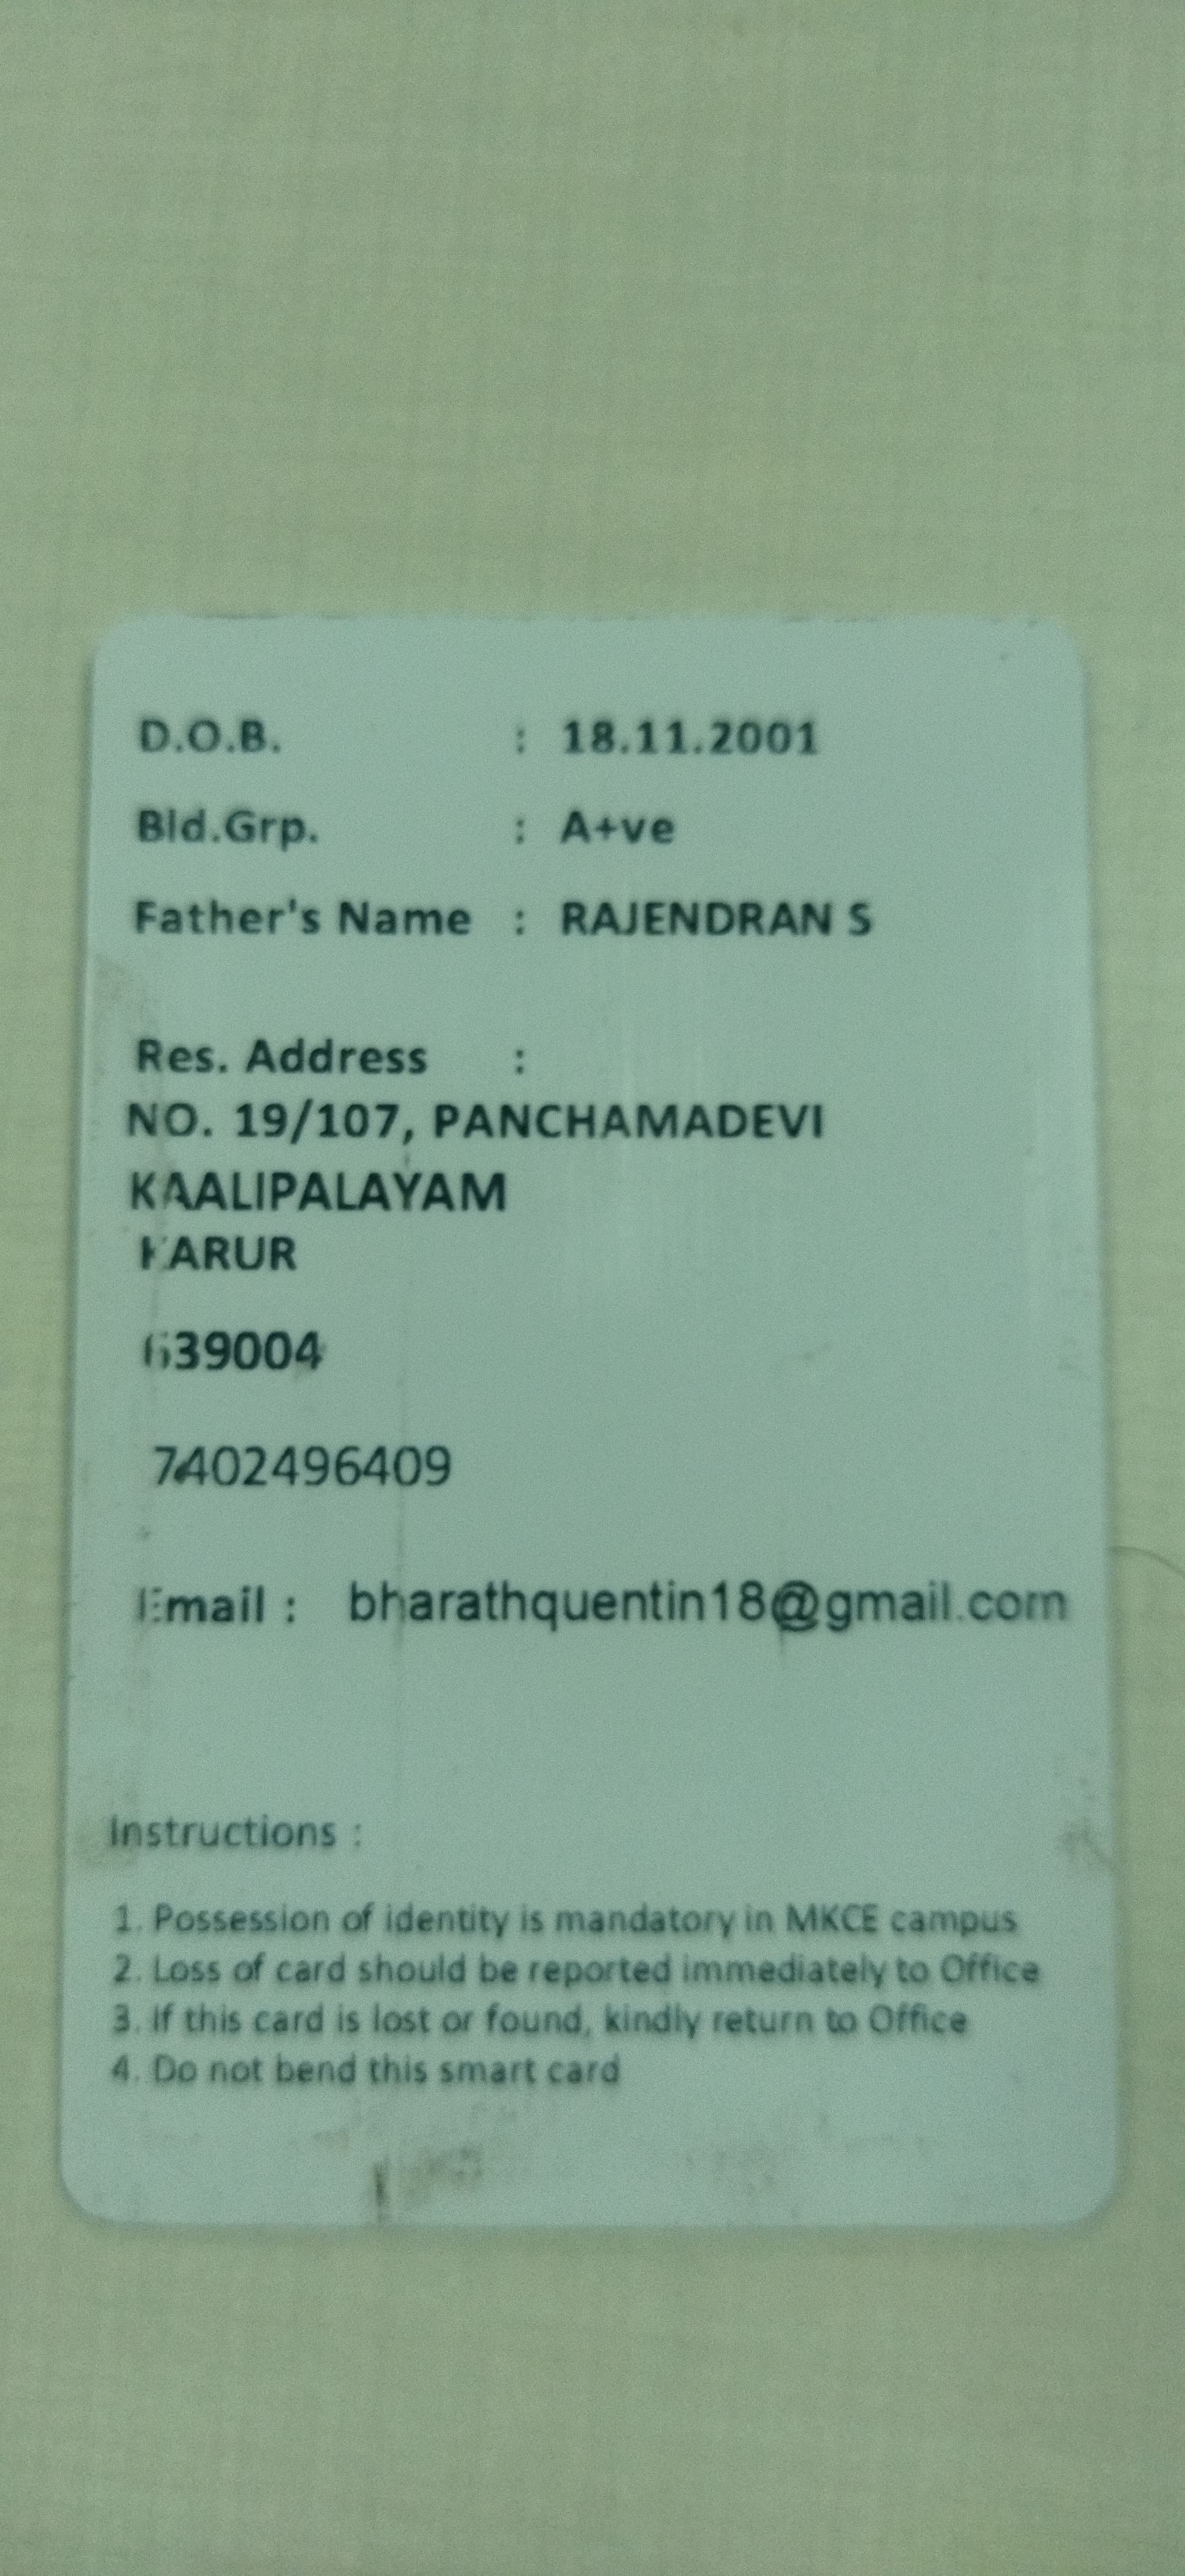 D.O.B. : 18.11.2001
Bld.Grp. : A+ve
Father's Name : RAJENDRAN S
Res. Address :
NO. 19/107, PANCHAMADEVI
KAALIPALAYAM
KARUR
639004
7402496409
Email : bharathquentin18@gmail.com
Instructions :
1. Possession of identity is mandatory in MKCE campus
2. Loss of card should be reported immediately to Office
3. If this card is lost or found, kindly return to Office
4. Do not bend this smart card